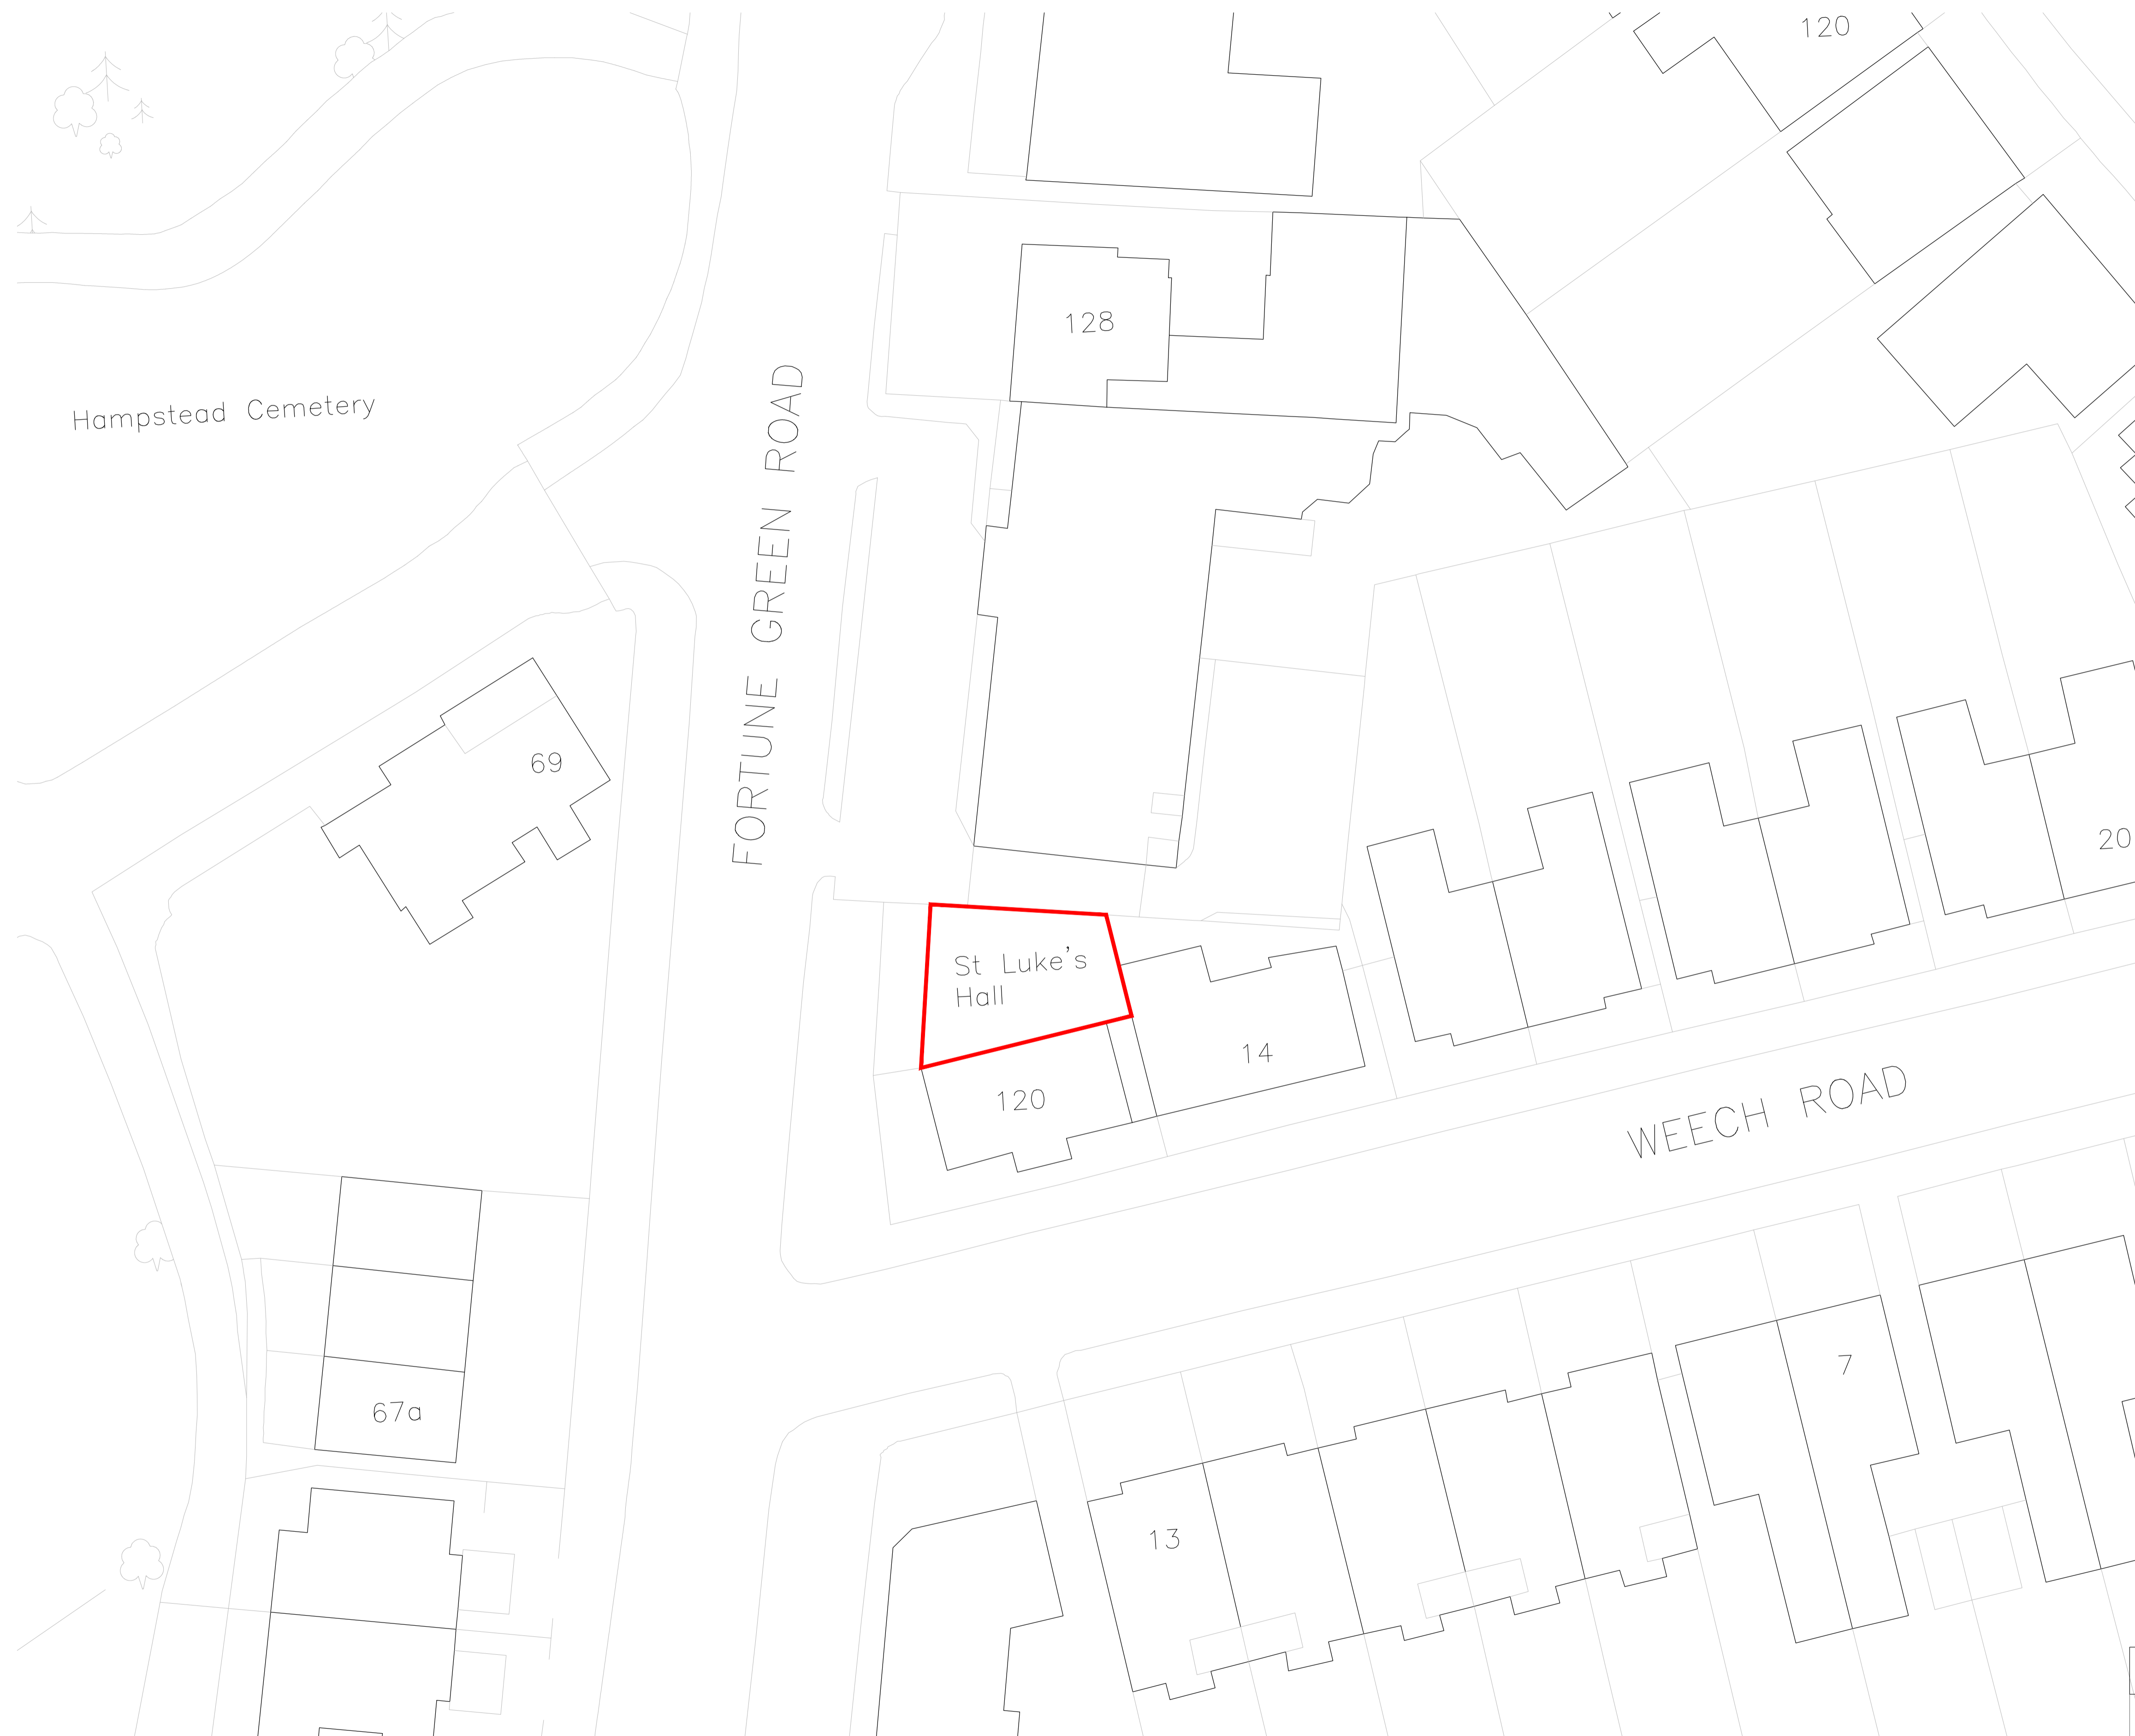 120
128
Hampstead Cemetery
FORTUNE GREEN ROAD
69
20
St Luke's
Hall
14
120
WEECH ROAD
7
67a
13